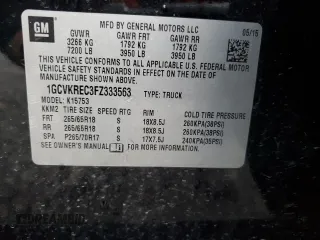 GM
MFD BY GENERAL MOTORS LLC
05/15
GVWR GAWR FRT GAWR RR
3266 KG 1792 KG 1792 KG
7200 LB 3950 LB 3950 LB
THIS VEHICLE CONFORMS TO ALL APPLICABLE U.S. FEDERAL MOTOR
VEHICLE SAFETY STANDARDS IN EFFECT ON THE DATE OF
MANUFACTURE SHOWN ABOVE.
1GCVKREC3FZ333563 TYPE: TRUCK
MODEL: K15753
KKM2 TIRE SIZE SPEED RTG RIM COLD TIRE PRESSURE
FRT 265/65R18 S 18X8.5J 260KPA(38PSI)
RR 265/65R18 S 18X8.5J 260KPA(38PSI)
SPA P265/70R17 S 17X7.5J 240KPA(35PSI)
SEE OWNER'S MANUAL FOR ADDITIONAL INFORMATION.